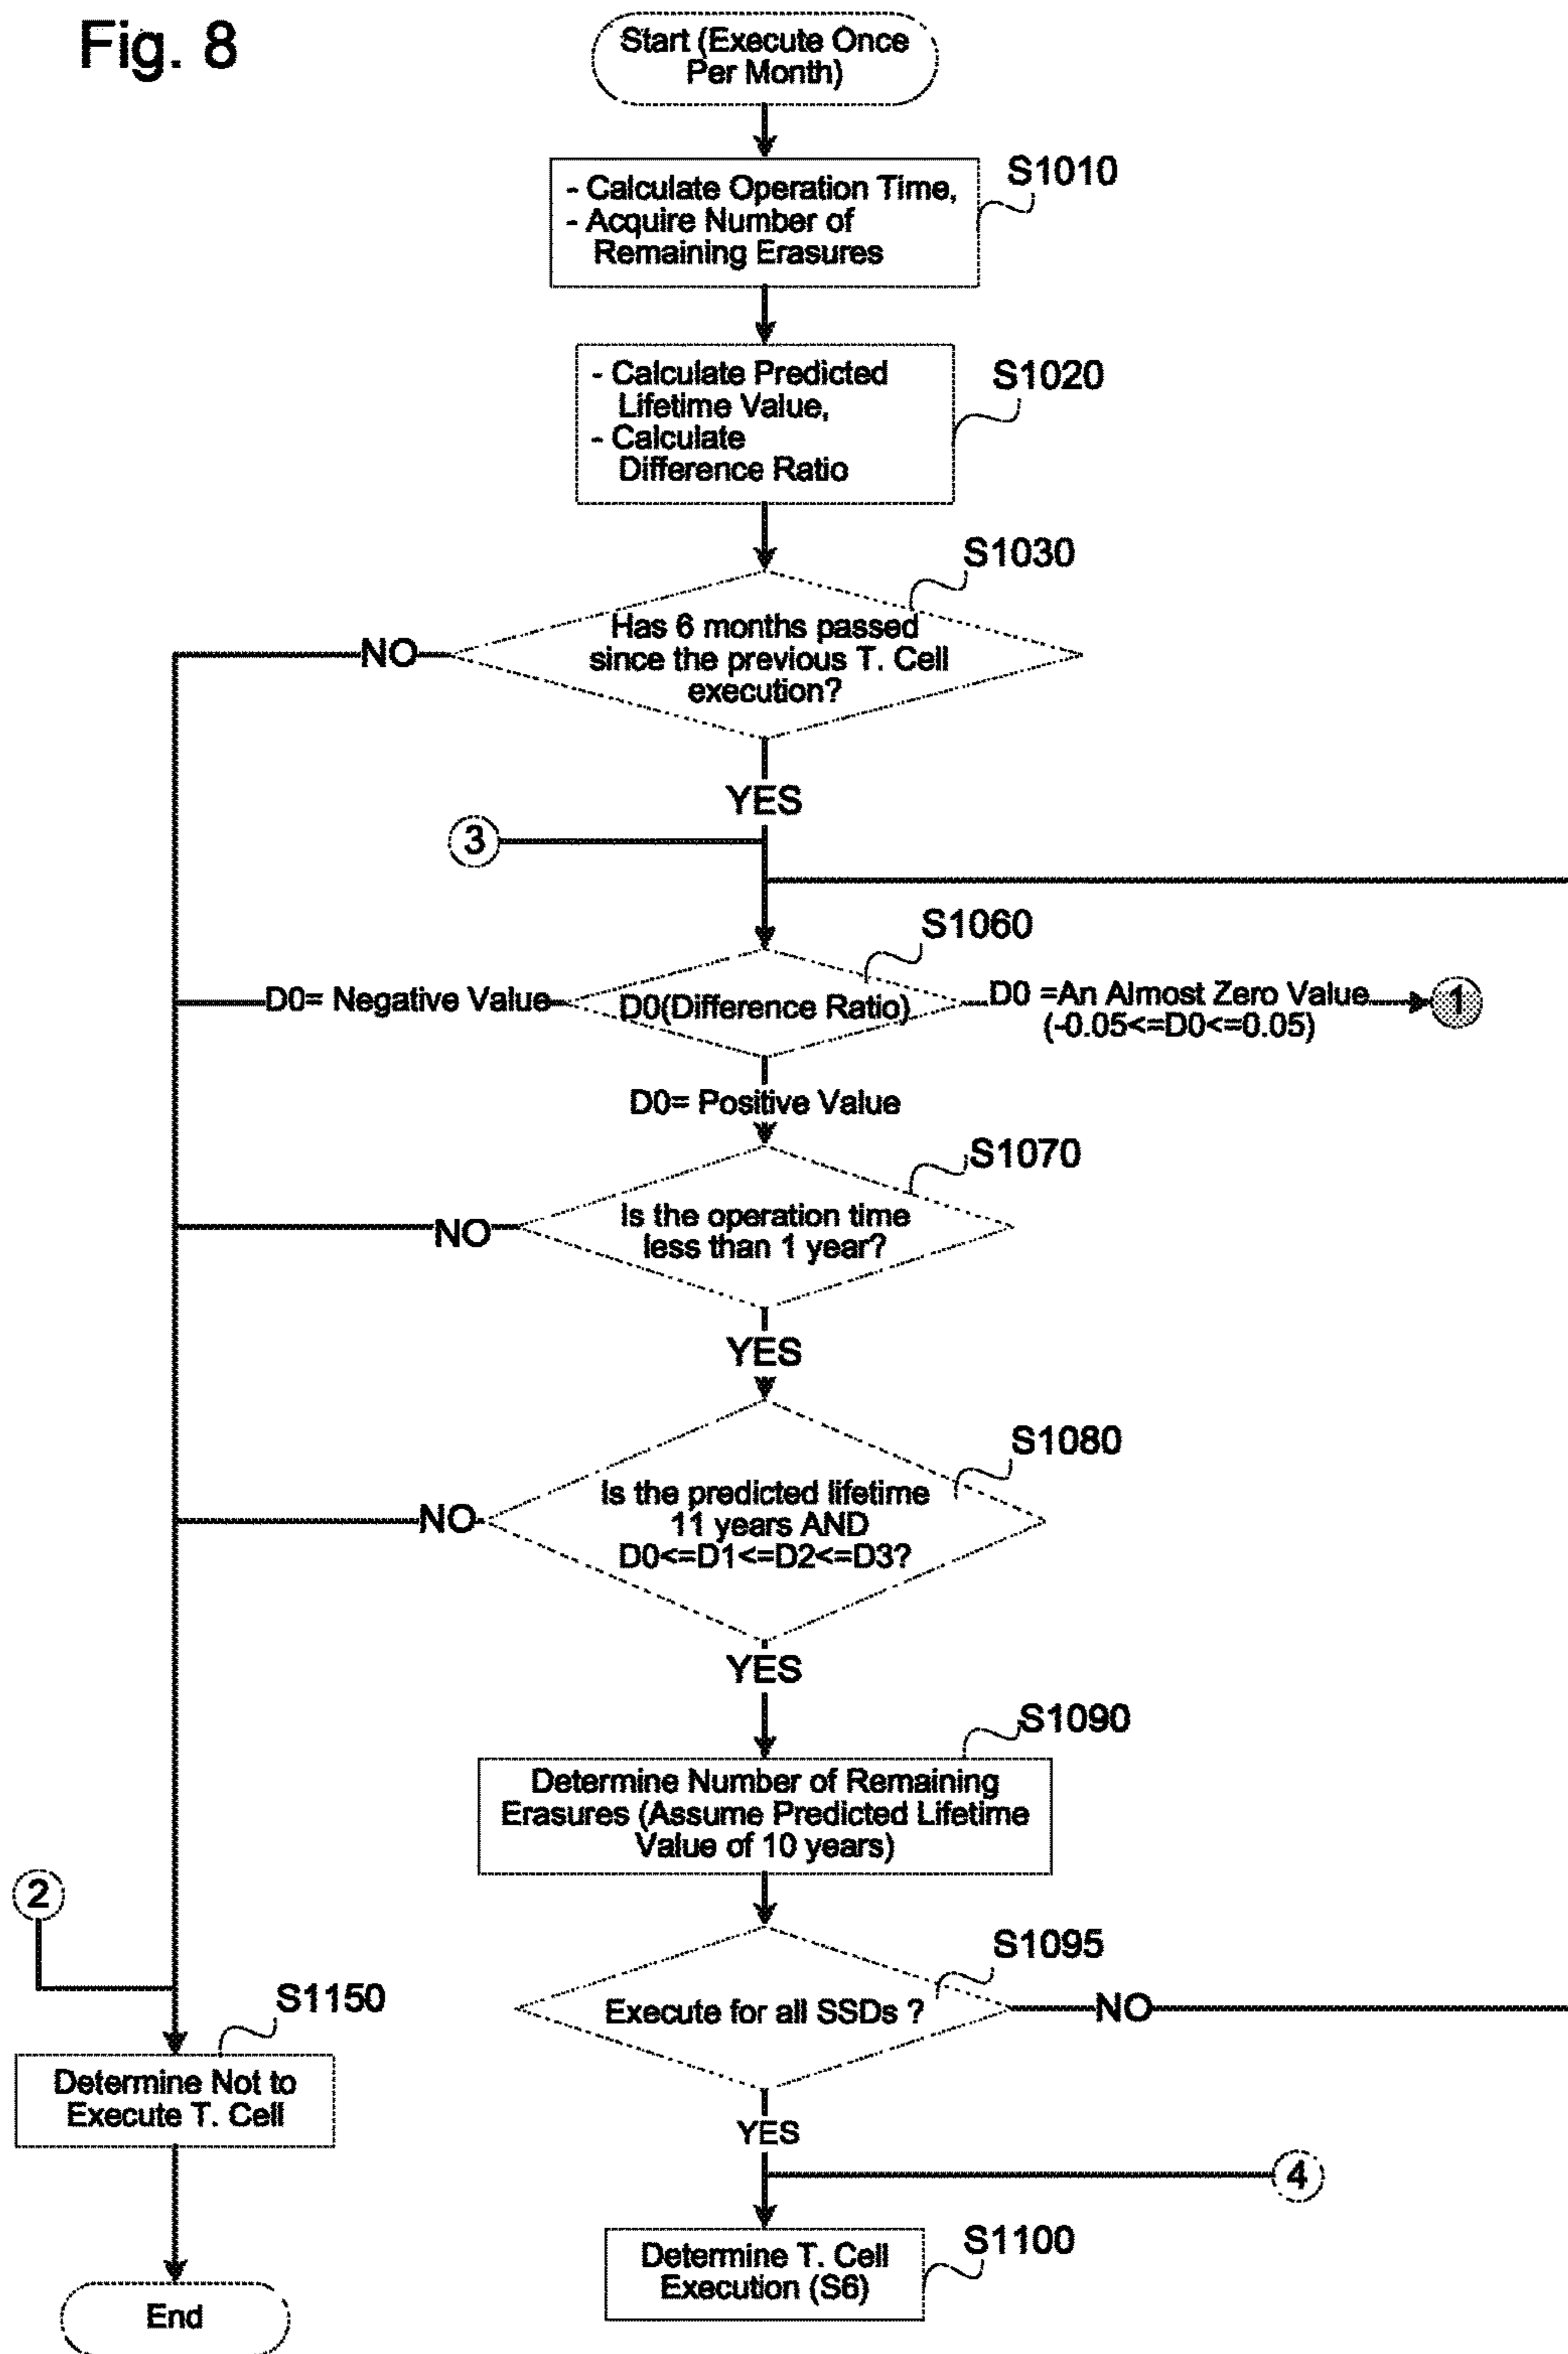 Fig. 8
Start (Execute Once
Per Month)
S1010
- Calculate Operation Time,
- Acquire Number of
Remaining Erasures
S1020
- Calculate Predicted
Lifetime Value,
- Calculate
Difference Ratio
S1030
Has 6 months passed
since the previous T. Cell
execution?
NO
YES
3
S1060
D0= Negative Value
D0(Difference Ratio)
D0 =An Almost Zero Value
(-0.05<=D0<=0.05)
1
D0= Positive Value
S1070
Is the operation time
less than 1 year?
NO
YES
S1080
Is the predicted lifetime
11 years AND
D0<=D1<=D2<=D3?
NO
YES
S1090
Determine Number of Remaining
Erasures (Assume Predicted Lifetime
Value of 10 years)
2
S1095
Execute for all SSDs ?
NO
S1150
Determine Not to
Execute T. Cell
YES
4
S1100
Determine T. Cell
Execution (S6)
End